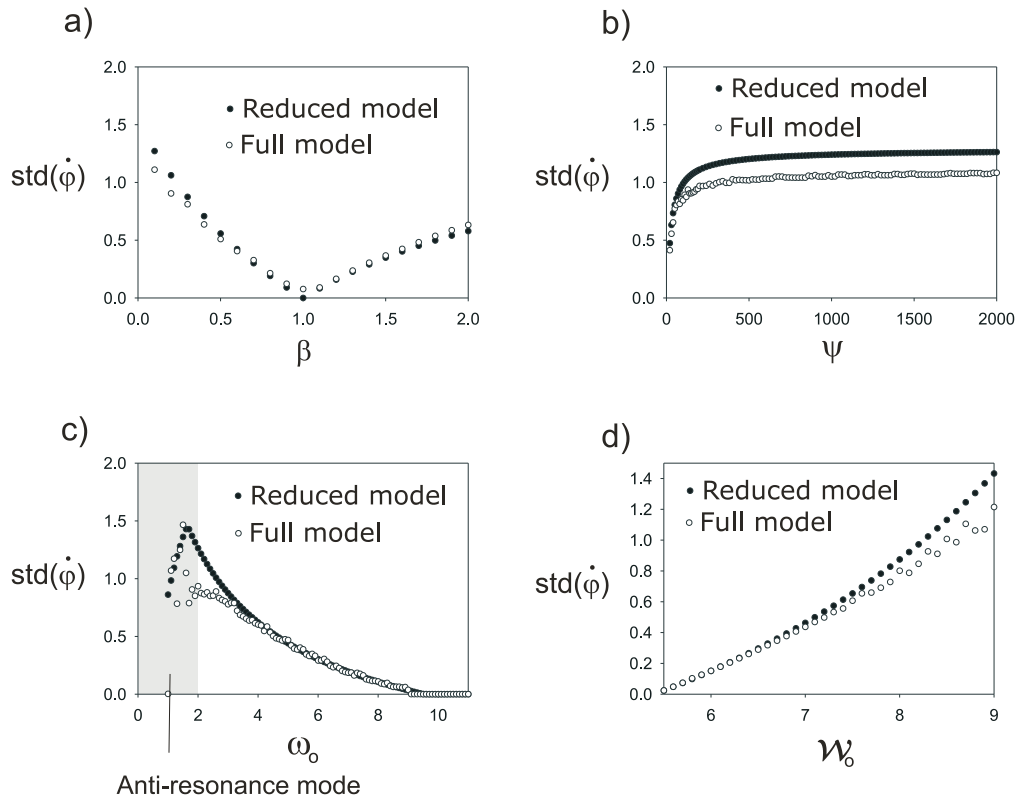 a)
2.0
1.5
1.0
0.5
0.0
std(φ̇)
Reduced model
Full model
0.0 0.5 1.0 1.5 2.0
β
b)
2.0
1.5
1.0
0.5
0.0
std(φ̇)
Reduced model
Full model
0 500 1000 1500 2000
ψ
c)
2.0
1.5
1.0
0.5
0.0
std(φ̇)
Reduced model
Full model
0 2 4 6 8 10
ω₀
Anti-resonance mode
d)
1.4
1.2
1.0
0.8
0.6
0.4
0.2
0.0
std(φ̇)
Reduced model
Full model
6 7 8 9
𝒲₀